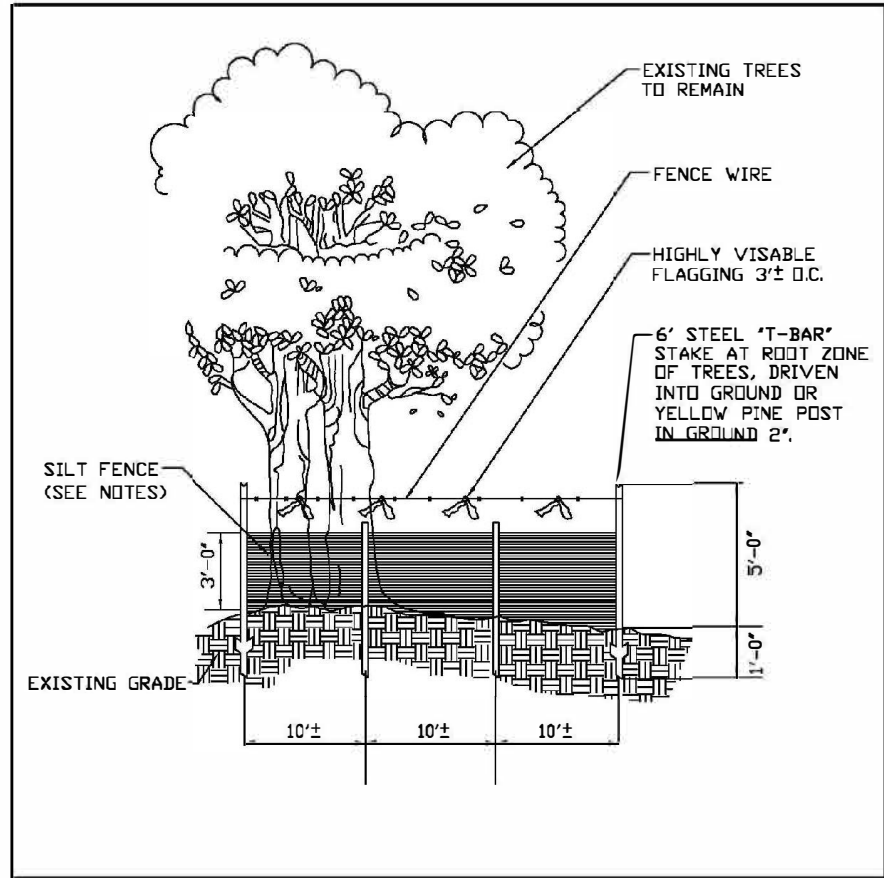 EXISTING TREES
TO REMAIN
FENCE WIRE
HIGHLY VISABLE
FLAGGING 3'± O.C.
6' STEEL "T-BAR"
STAKE AT ROOT ZONE
OF TREES, DRIVEN
INTO GROUND OR
YELLOW PINE POST
IN GROUND 2".
SILT FENCE
(SEE NOTES)
3'-0"
5'-0"
1'-0"
EXISTING GRADE
10'±
10'±
10'±